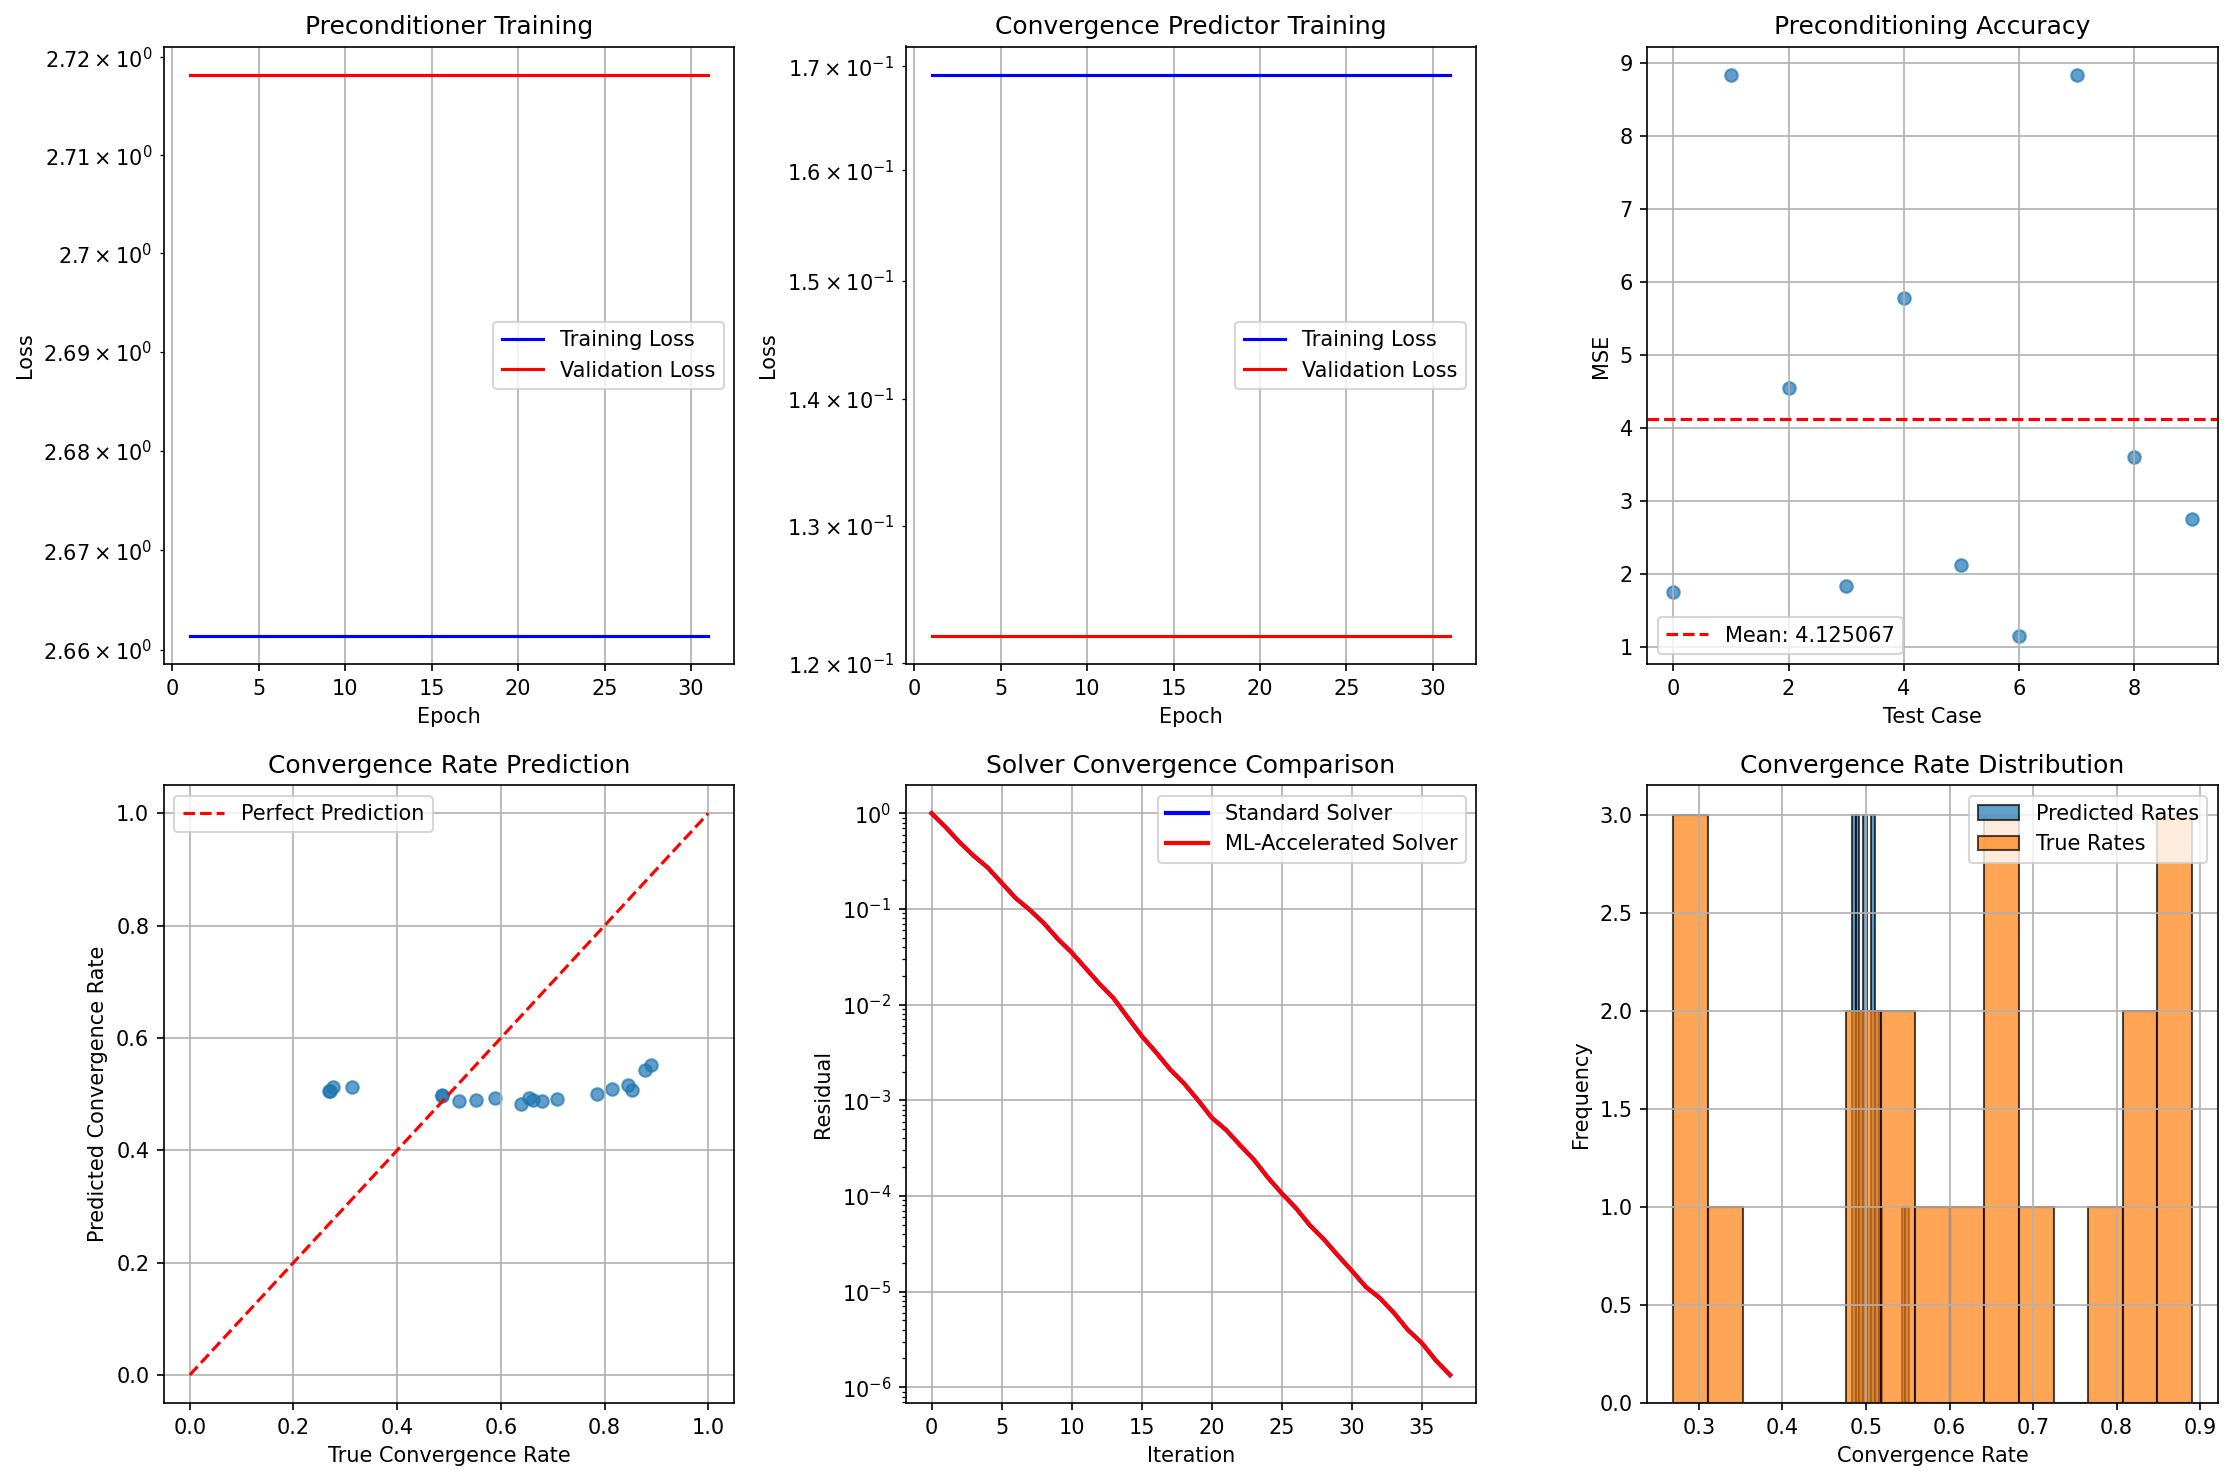 Preconditioner Training
2.72 × 10⁰
2.71 × 10⁰
2.7 × 10⁰
2.69 × 10⁰
2.68 × 10⁰
2.67 × 10⁰
2.66 × 10⁰
Loss
Training Loss
Validation Loss
0 5 10 15 20 25 30
Epoch
Convergence Predictor Training
1.7 × 10⁻¹
1.6 × 10⁻¹
1.5 × 10⁻¹
1.4 × 10⁻¹
1.3 × 10⁻¹
1.2 × 10⁻¹
Loss
Training Loss
Validation Loss
0 5 10 15 20 25 30
Epoch
Preconditioning Accuracy
9
8
7
6
5
4
3
2
1
MSE
Mean: 4.125067
0 2 4 6 8
Test Case
Convergence Rate Prediction
Perfect Prediction
1.0
0.8
0.6
0.4
0.2
0.0
Predicted Convergence Rate
0.0 0.2 0.4 0.6 0.8 1.0
True Convergence Rate
Solver Convergence Comparison
Standard Solver
ML-Accelerated Solver
10⁰
10⁻¹
10⁻²
10⁻³
10⁻⁴
10⁻⁵
10⁻⁶
Residual
0 5 10 15 20 25 30 35
Iteration
Convergence Rate Distribution
Predicted Rates
True Rates
3.0
2.5
2.0
1.5
1.0
0.5
0.0
Frequency
0.3 0.4 0.5 0.6 0.7 0.8 0.9
Convergence Rate